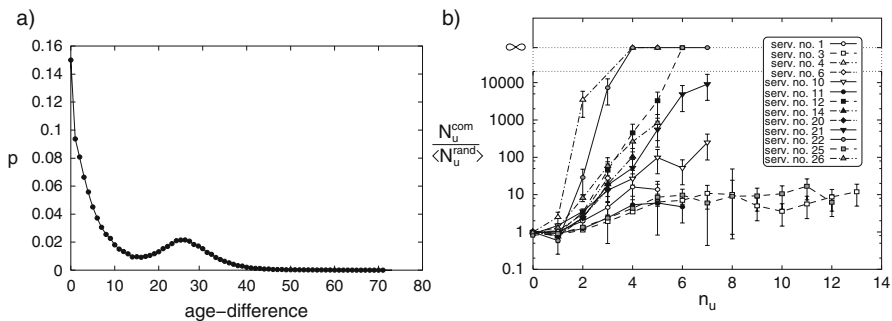 a)
0.16
0.14
0.12
0.1
0.08
0.06
0.04
0.02
0
p
0 10 20 30 40 50 60 70 80
age−difference
b)
∞
10000
1000
100
10
1
0.1
N_u^com
<N_u^rand>
0 2 4 6 8 10 12 14
n_u
serv. no. 1
serv. no. 3
serv. no. 4
serv. no. 6
serv. no. 10
serv. no. 11
serv. no. 12
serv. no. 14
serv. no. 20
serv. no. 21
serv. no. 22
serv. no. 25
serv. no. 26